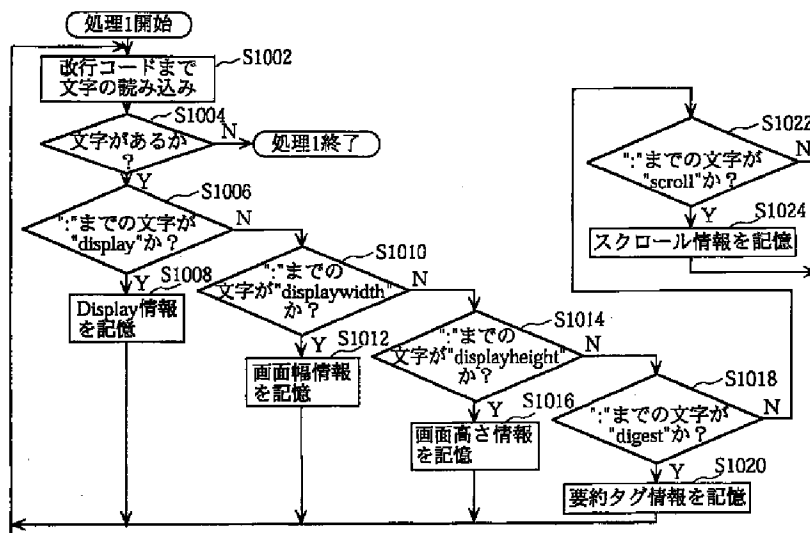 処理1開始
改行コードまで
文字の読み込み
S1002
文字があるか
?
S1004
N
処理1終了
Y
":"までの文字が
"display"か?
S1006
N
Y
Display情報
を記憶
S1008
":"までの
文字が"displaywidth"
か?
S1010
N
Y
画面幅情報
を記憶
S1012
":"までの
文字が"displayheight"
か?
S1014
N
Y
画面高さ情報
を記憶
S1016
":"までの文字が
"digest"か?
S1018
N
Y
要約タグ情報を記憶
S1020
":"までの文字が
"scroll"か?
S1022
N
Y
スクロール情報を記憶
S1024